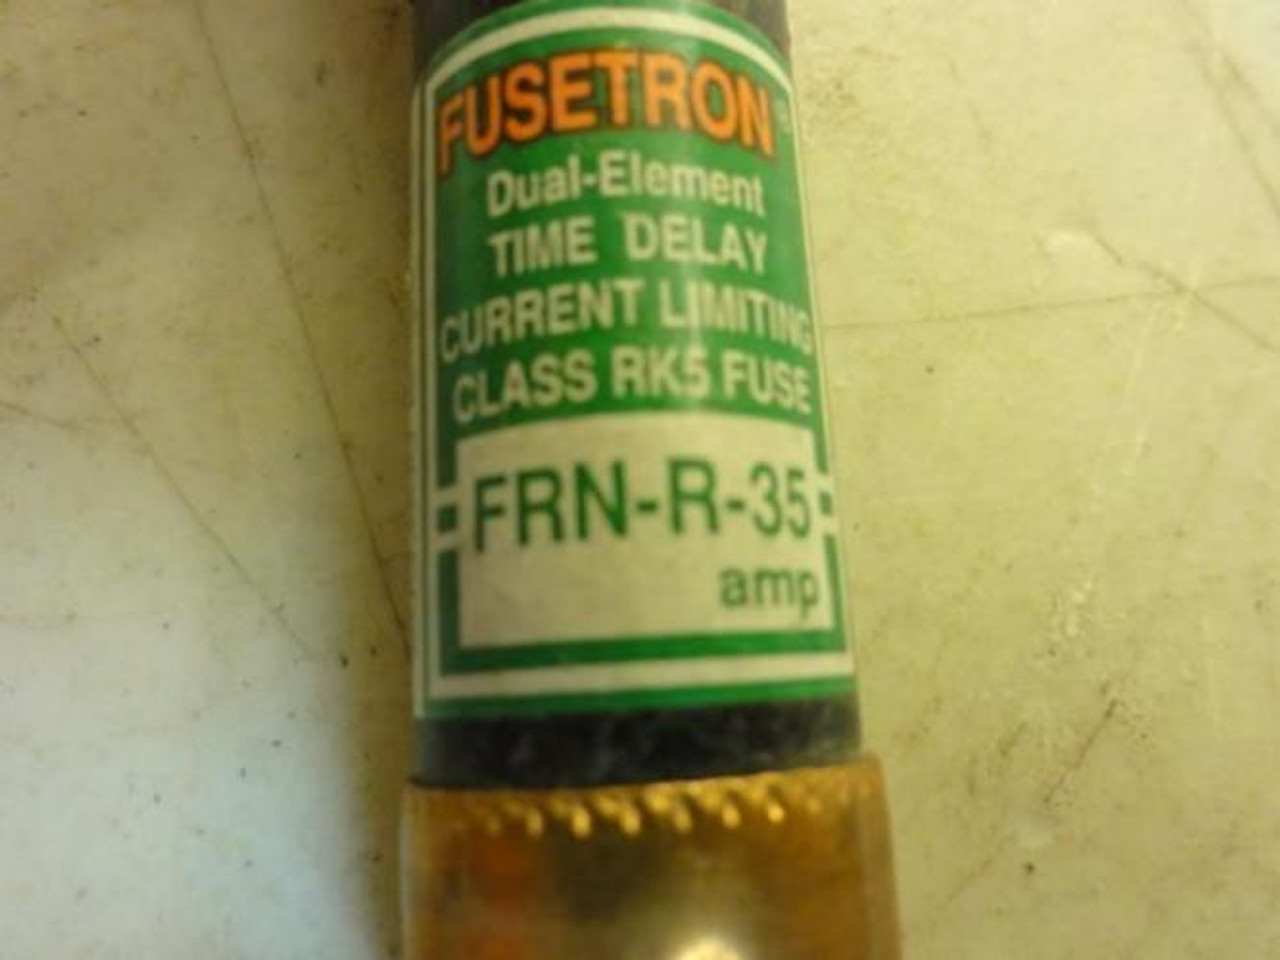 FUSETRON
Dual-Element
TIME DELAY
CURRENT LIMITING
CLASS RK5 FUSE
FRN-R-35
amp